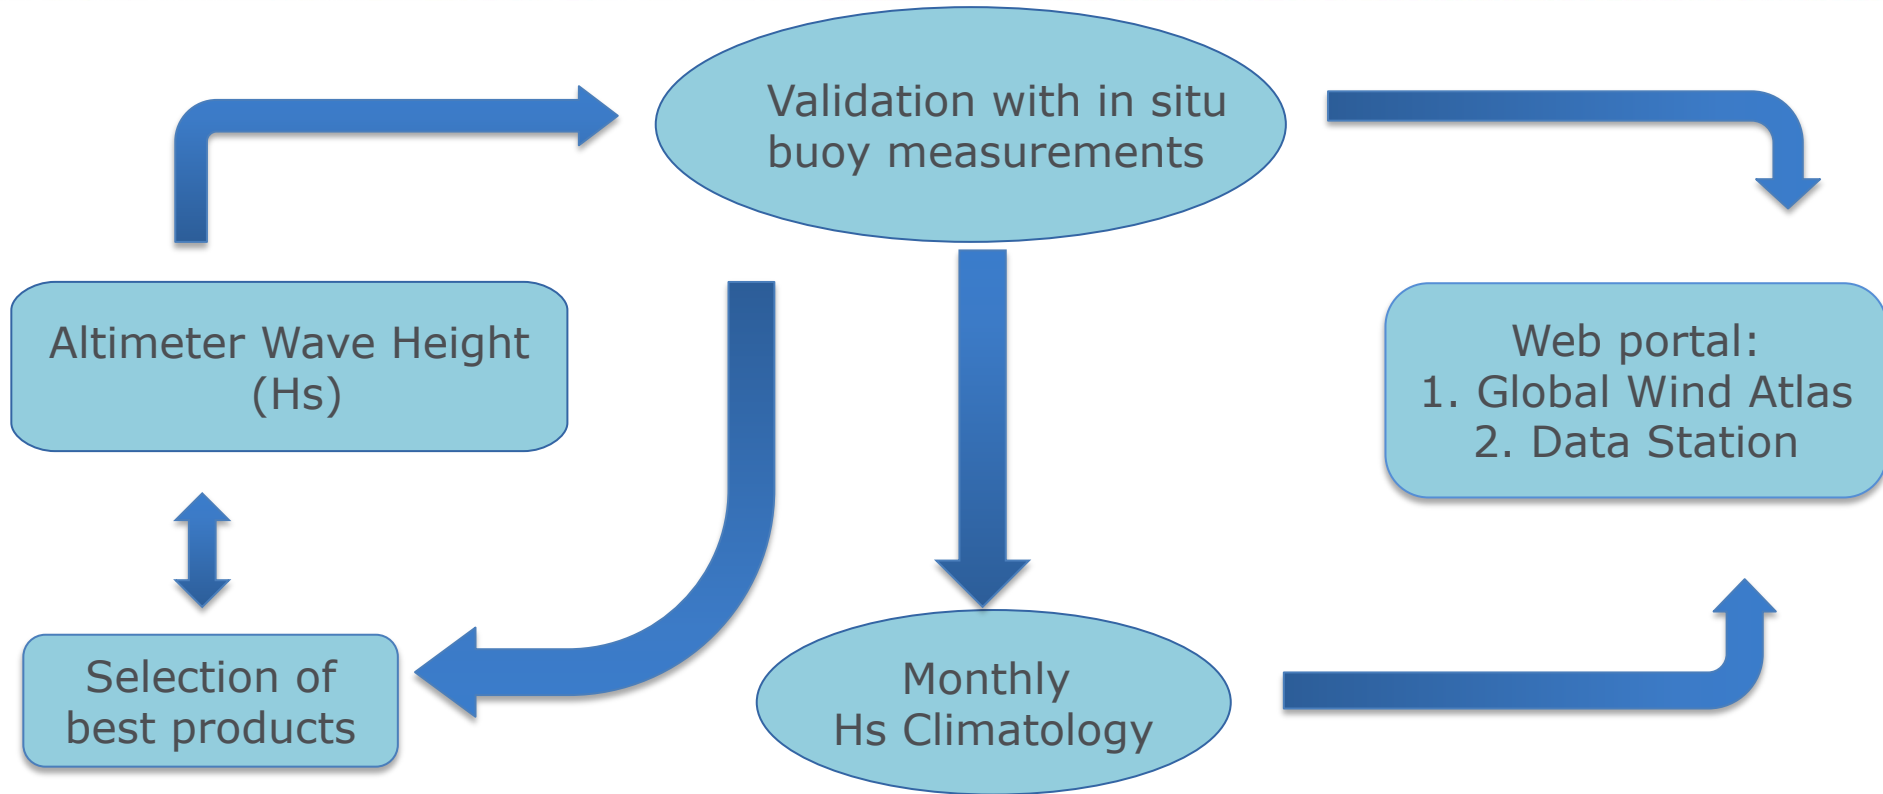 Validation with in situ
buoy measurements
Altimeter Wave Height
(Hs)
Web portal:
1. Global Wind Atlas
2. Data Station
Selection of
best products
Monthly
Hs Climatology